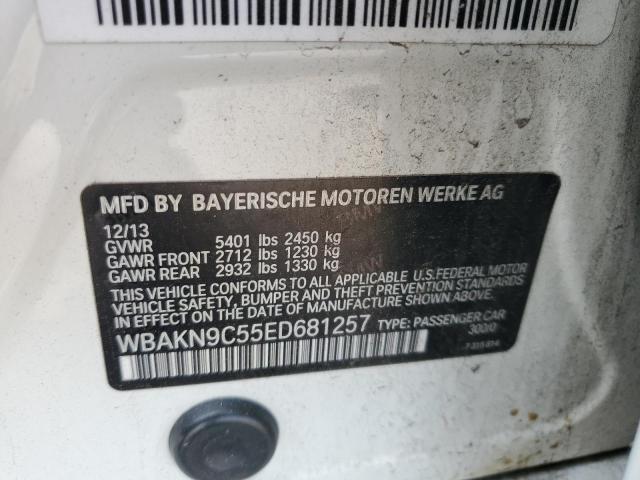 MFD BY BAYERISCHE MOTOREN WERKE AG
12/13
GVWR 5401 lbs 2450 kg
GAWR FRONT 2712 lbs 1230 kg
GAWR REAR 2932 lbs 1330 kg
THIS VEHICLE CONFORMS TO ALL APPLICABLE U.S.FEDERAL MOTOR
VEHICLE SAFETY, BUMPER AND THEFT PREVENTION STANDARDS
IN EFFECT ON THE DATE OF MANUFACTURE SHOWN ABOVE.
WBAKN9C55ED681257 TYPE: PASSENGER CAR
300/0